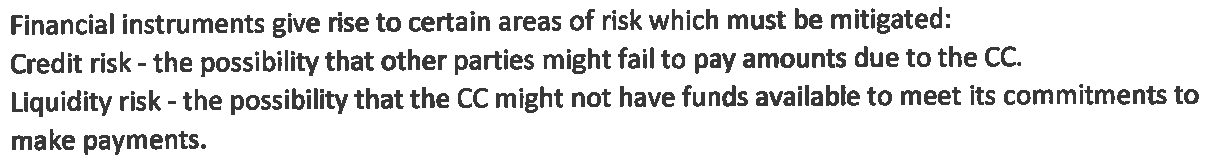 Financial instruments give rise to certain areas of risk which must be mitigated:
Credit risk - the possibility that other parties might fail to pay amounts due to the CC.
Liquidity risk - the possibility that the CC might not have funds available to meet its commitments to
make payments.